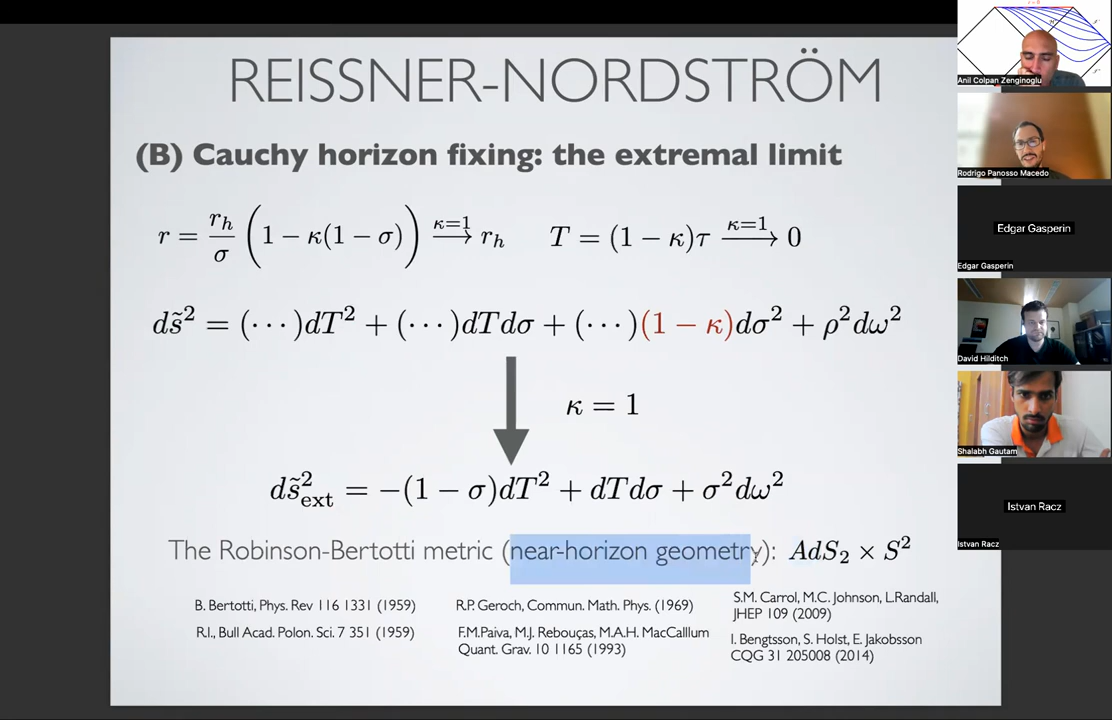 REISSNER-NORDSTRÖM
(B) Cauchy horizon fixing: the extremal limit
r = r_h/σ (1 − κ(1 − σ)) —κ=1→ r_h T = (1 − κ)τ —κ=1→ 0
ds̃² = (···)dT² + (···)dTdσ + (···)(1 − κ)dσ² + ρ²dω²
κ = 1
ds̃²_ext = −(1 − σ)dT² + dTdσ + σ²dω²
The Robinson-Bertotti metric (near-horizon geometry): AdS₂ × S²
B. Bertotti, Phys. Rev 116 1331 (1959)
R.I., Bull Acad. Polon. Sci. 7 351 (1959)
R.P. Geroch, Commun. Math. Phys. (1969)
F.M.Paiva, M.J. Rebouças, M.A.H. MacCalllum
Quant. Grav. 10 1165 (1993)
S.M. Carrol, M.C. Johnson, L.Randall,
JHEP 109 (2009)
I. Bengtsson, S. Holst, E. Jakobsson
CQG 31 205008 (2014)
Anil Colpan Zenginoglu
Rodrigo Panosso Macedo
Edgar Gasperin
Edgar Gasperin
David Hilditch
Shalabh Gautam
Istvan Racz
Istvan Racz